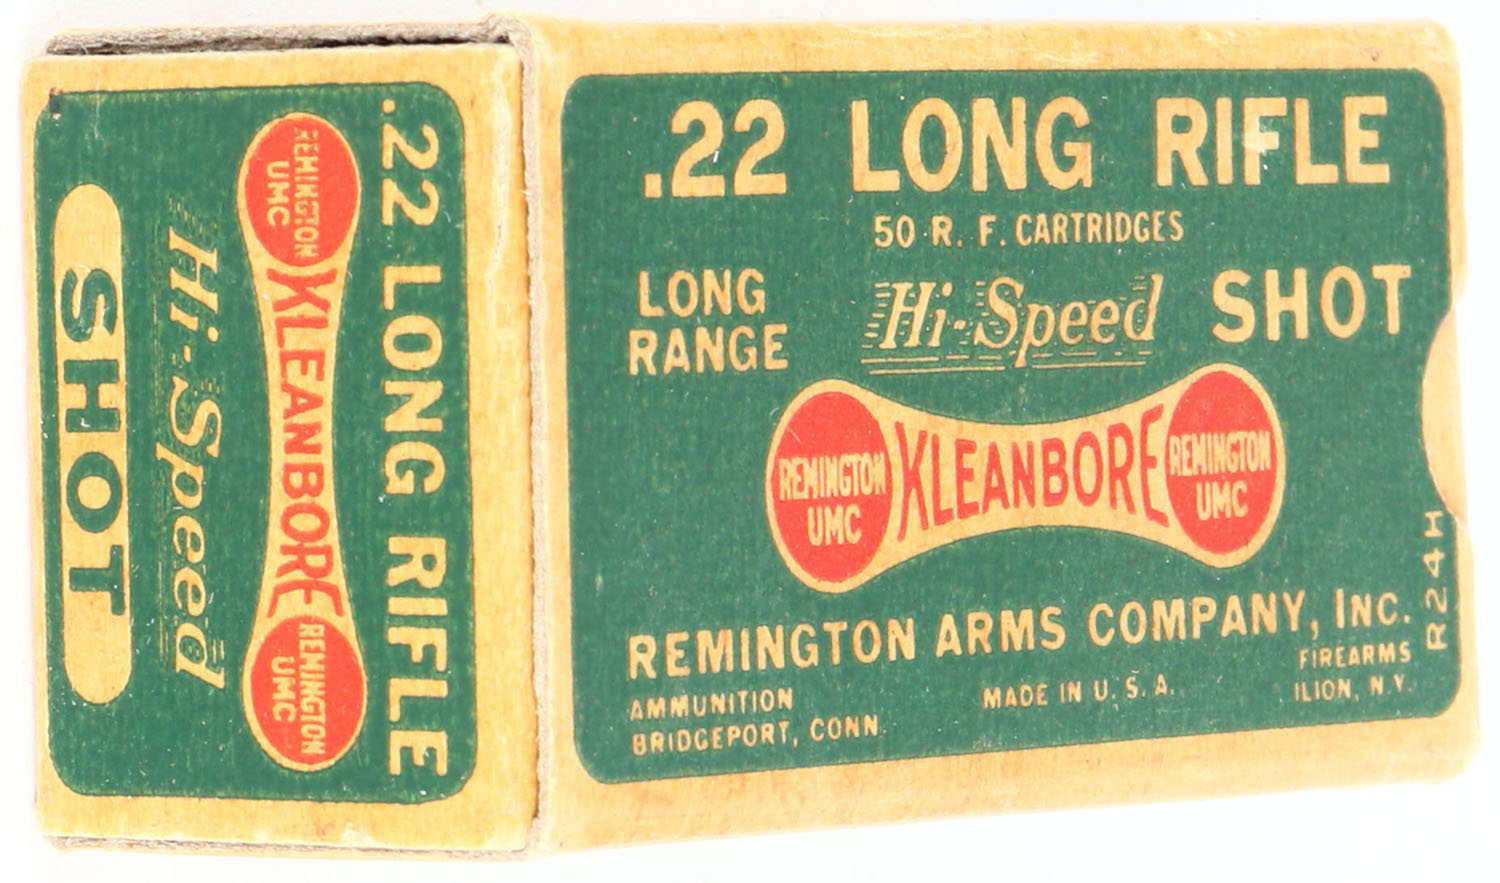 .22 LONG RIFLE
REMINGTON
UMC
KLEANBORE
REMINGTON
UMC
Hi-Speed
SHOT
.22 LONG RIFLE
50 R. F. CARTRIDGES
LONG
RANGE
Hi-Speed
SHOT
REMINGTON
UMC
KLEANBORE
REMINGTON
UMC
REMINGTON ARMS COMPANY, INC.
AMMUNITION
BRIDGEPORT, CONN.
MADE IN U. S. A.
FIREARMS
ILION, N.Y.
R24H